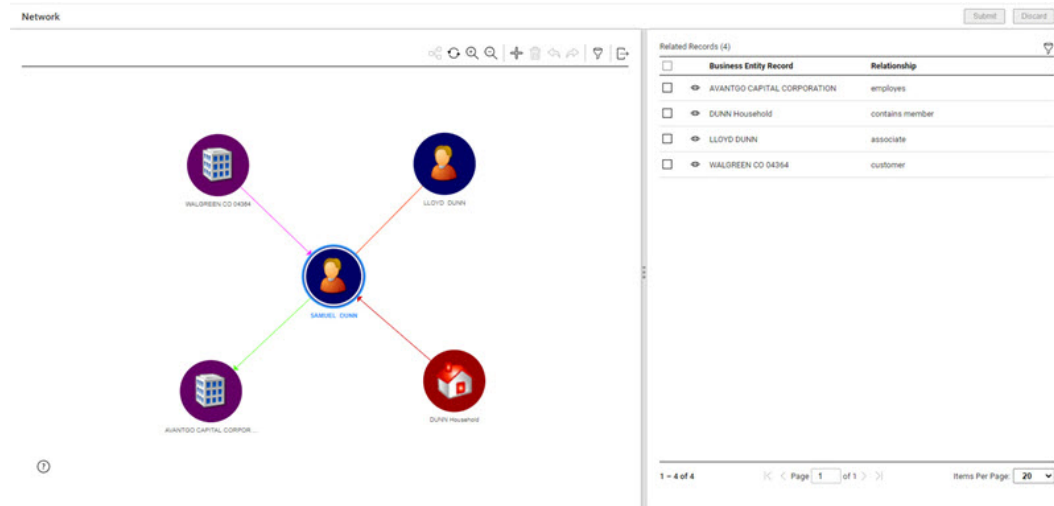 Network
Submit Discard
WALGREEN CO 04364
LLOYD DUNN
SAMUEL DUNN
AVANTGO CAPITAL CORPOR...
DUNN Household
?
Related Records (4)
Business Entity Record Relationship
AVANTGO CAPITAL CORPORATION employes
DUNN Household contains member
LLOYD DUNN associate
WALGREEN CO 04364 customer
1 – 4 of 4 Page 1 of 1 Items Per Page: 20